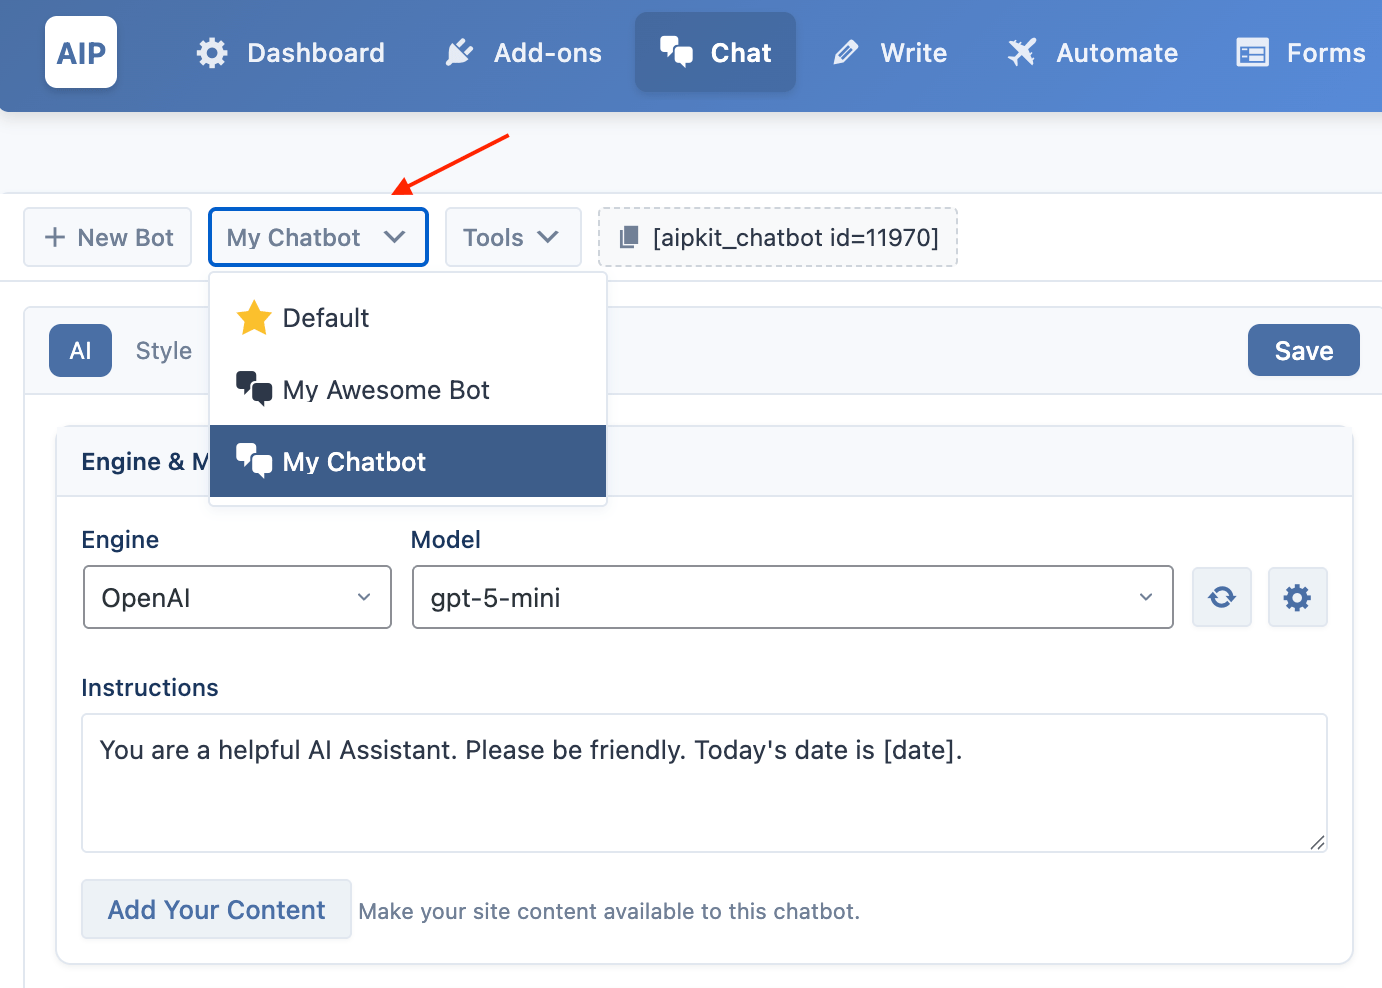 AIP Dashboard Add-ons Chat Write Automate Forms
+ New Bot My Chatbot Tools [aipkit_chatbot id=11970]
Default
AI Style Save
My Awesome Bot
Engine & M My Chatbot
Engine Model
OpenAI gpt-5-mini
Instructions
You are a helpful AI Assistant. Please be friendly. Today's date is [date].
Add Your Content Make your site content available to this chatbot.